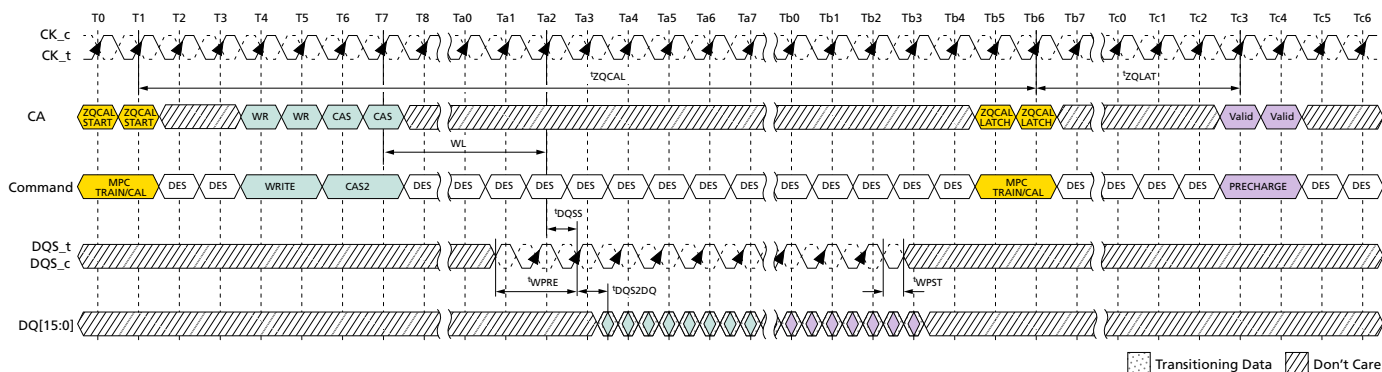 T0 T1 T2 T3 T4 T5 T6 T7 T8 Ta0 Ta1 Ta2 Ta3 Ta4 Ta5 Ta6 Ta7 Tb0 Tb1 Tb2 Tb3 Tb4 Tb5 Tb6 Tb7 Tc0 Tc1 Tc2 Tc3 Tc4 Tc5 Tc6
CK_c
CK_t
tZQCAL tZQLAT
CA ZQCAL START ZQCAL START WR WR CAS CAS ZQCAL LATCH ZQCAL LATCH Valid Valid
WL
Command MPC TRAIN/CAL DES DES WRITE CAS2 DES DES DES DES DES DES DES DES DES DES DES DES DES DES MPC TRAIN/CAL DES DES DES DES PRECHARGE DES DES
tDQSS
DQS_t
DQS_c
tWPRE tDQS2DQ tWPST
DQ[15:0]
Transitioning Data Don't Care